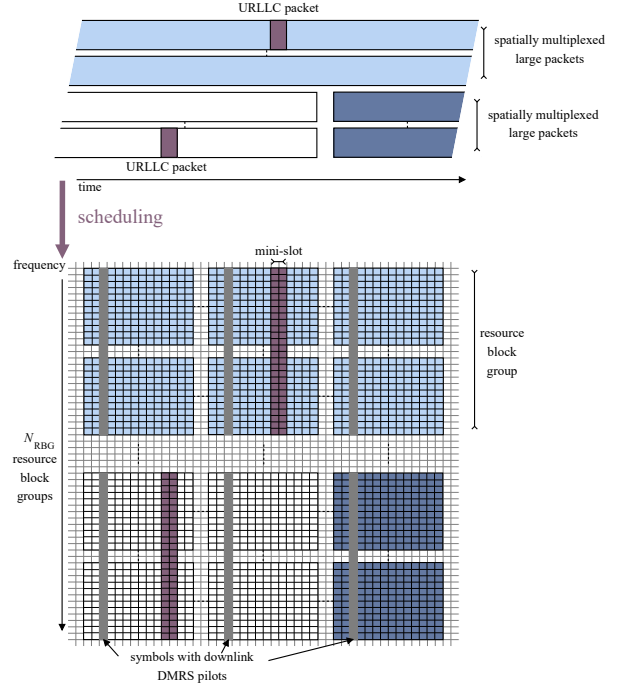 URLLC packet
spatially multiplexed
large packets
spatially multiplexed
large packets
URLLC packet
time
scheduling
mini-slot
frequency
resource
block
group
N_RBG
resource
block
groups
symbols with downlink
DMRS pilots